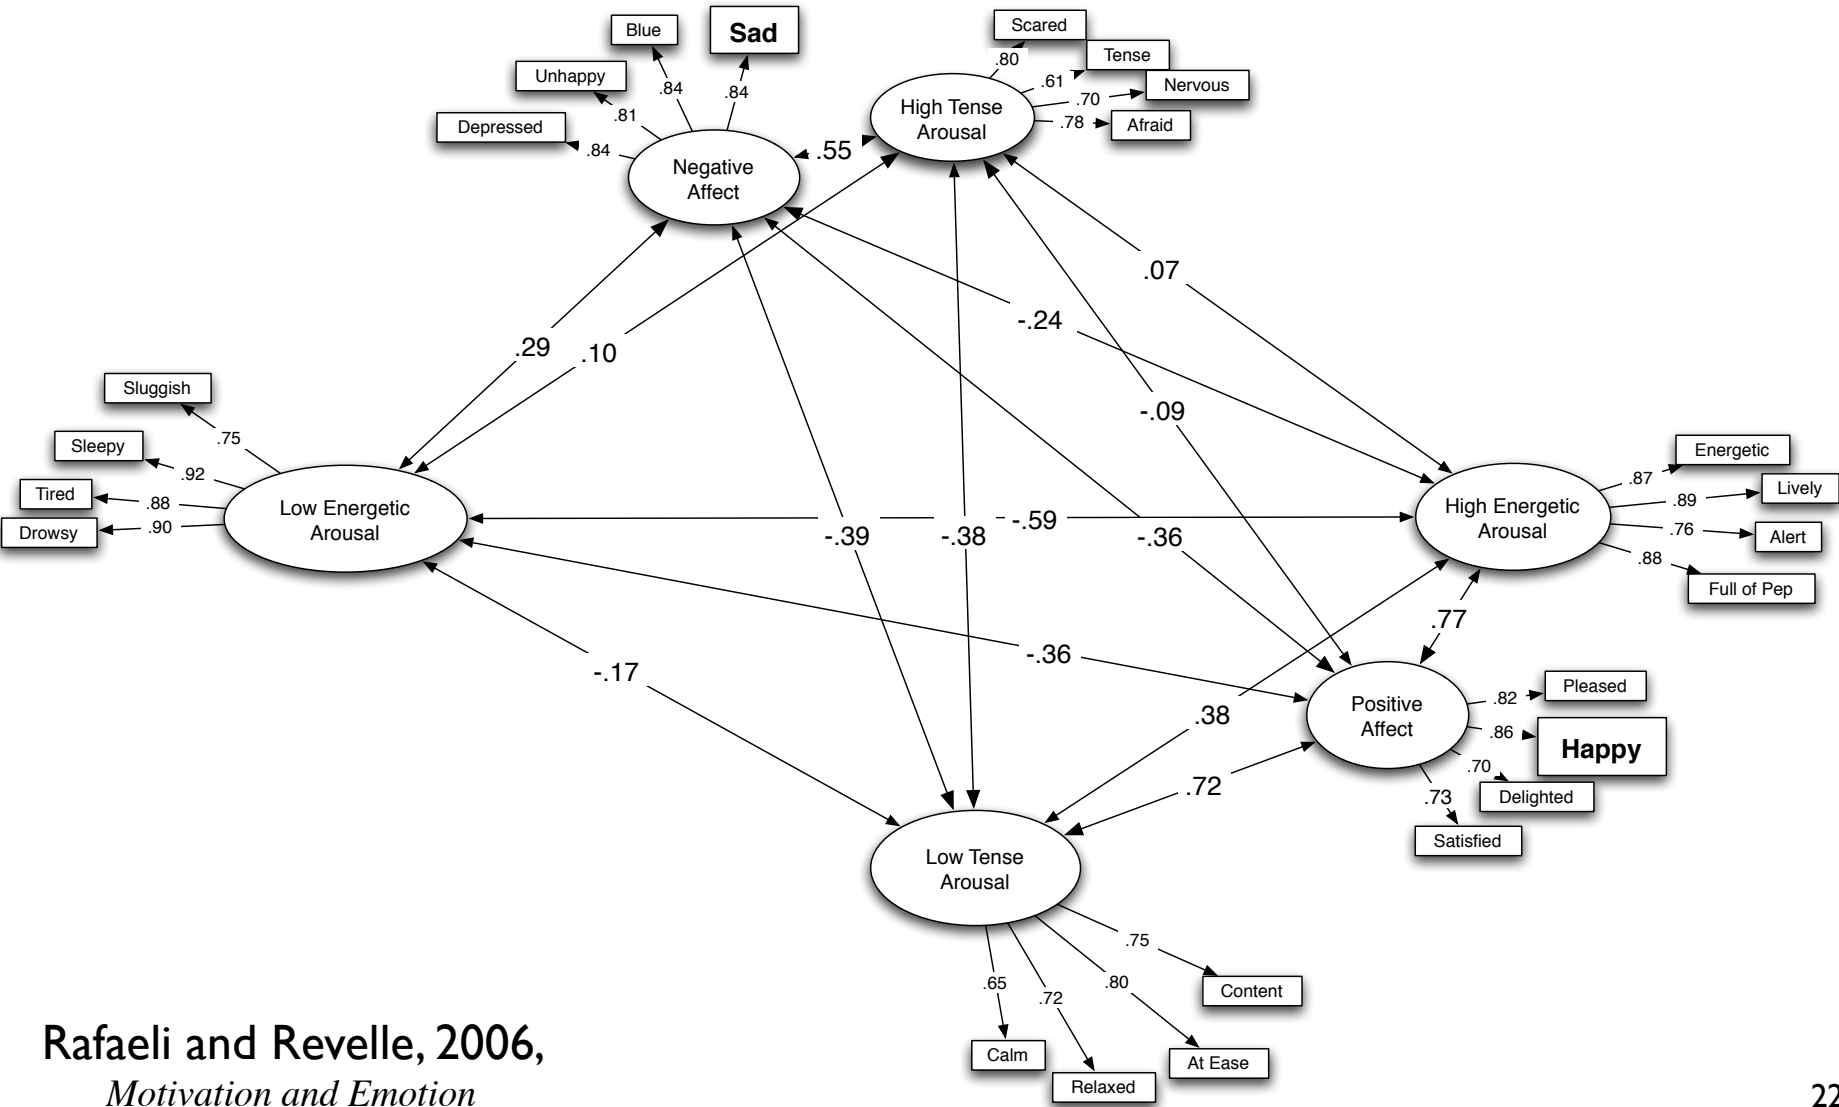 Blue
Sad
Scared
Unhappy
Tense
Depressed
Nervous
Afraid
.84
.84
.81
.84
.80
.61
.70
.78
Negative
Affect
High Tense
Arousal
.55
.07
-.24
.29
.10
-.09
Sluggish
Sleepy
Tired
Drowsy
.75
.92
.88
.90
Low Energetic
Arousal
-.59
-.39
-.38
-.36
High Energetic
Arousal
.87
.89
.76
.88
Energetic
Lively
Alert
Full of Pep
.77
-.36
-.17
.38
.72
Positive
Affect
.82
.86
.70
.73
Pleased
Happy
Delighted
Satisfied
Low Tense
Arousal
.65
.72
.80
.75
Content
Calm
At Ease
Relaxed
Rafaeli and Revelle, 2006,
Motivation and Emotion
22